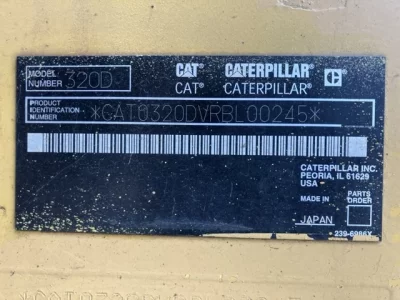 MODEL NUMBER 320D
CAT CATERPILLAR C
CAT® CATERPILLAR®
PRODUCT IDENTIFICATION N
*CAT0320DVRBL00245*
CATERPILLAR INC.
PEORIA, IL 61629
USA
MADE IN JAPAN
PARTS ORDER
239-6986X